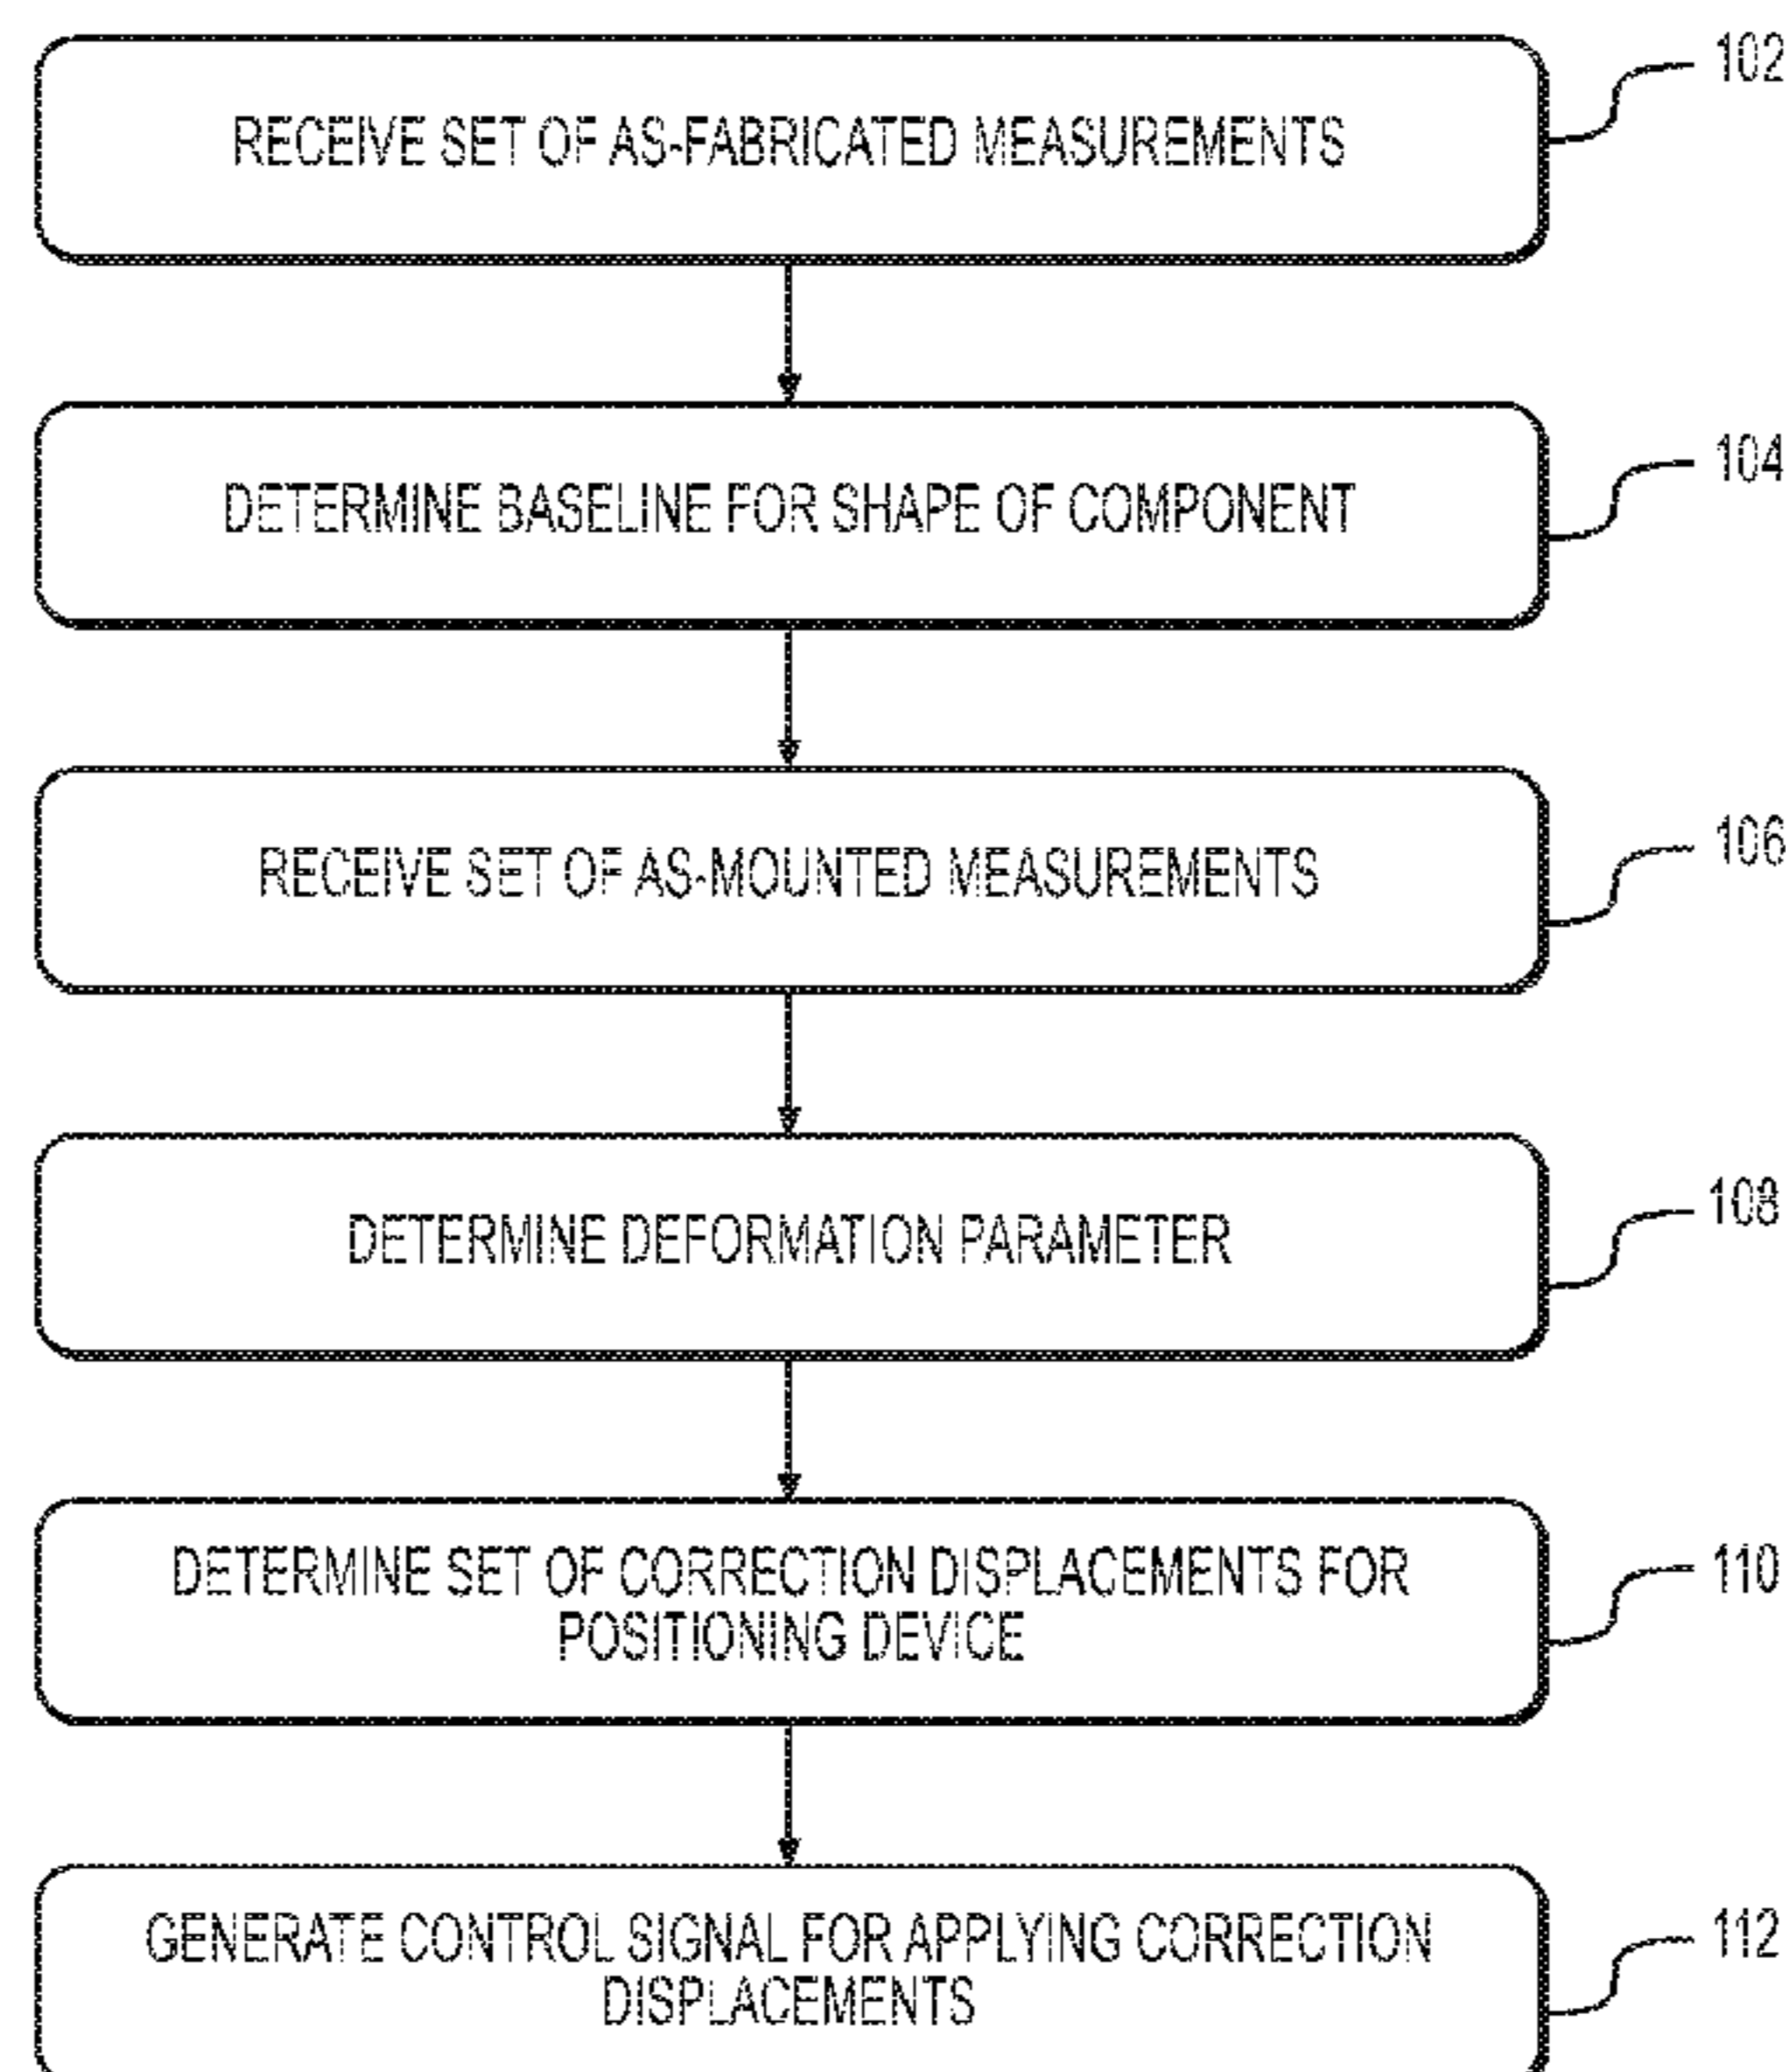 102
RECEIVE SET OF AS-FABRICATED MEASUREMENTS
104
DETERMINE BASELINE FOR SHAPE OF COMPONENT
106
RECEIVE SET OF AS-MOUNTED MEASUREMENTS
108
DETERMINE DEFORMATION PARAMETER
110
DETERMINE SET OF CORRECTION DISPLACEMENTS FOR
POSITIONING DEVICE
112
GENERATE CONTROL SIGNAL FOR APPLYING CORRECTION
DISPLACEMENTS